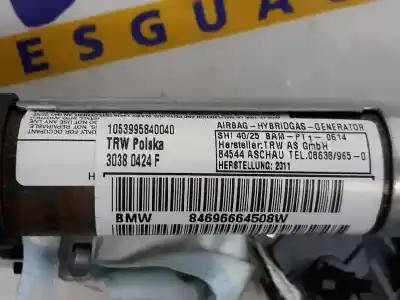 ESGUA
1053995840040
TRW Polska
3038 0424 F
AIRBAG-HYBRIDGAS-GENERATOR
SHI 40/25 BAM-PT1-0614
Hersteller:TRW AS GmbH
84544 ASCHAU TEL.08638/965-0
HERSTELLUNG: 2011
BMW 84696664508W